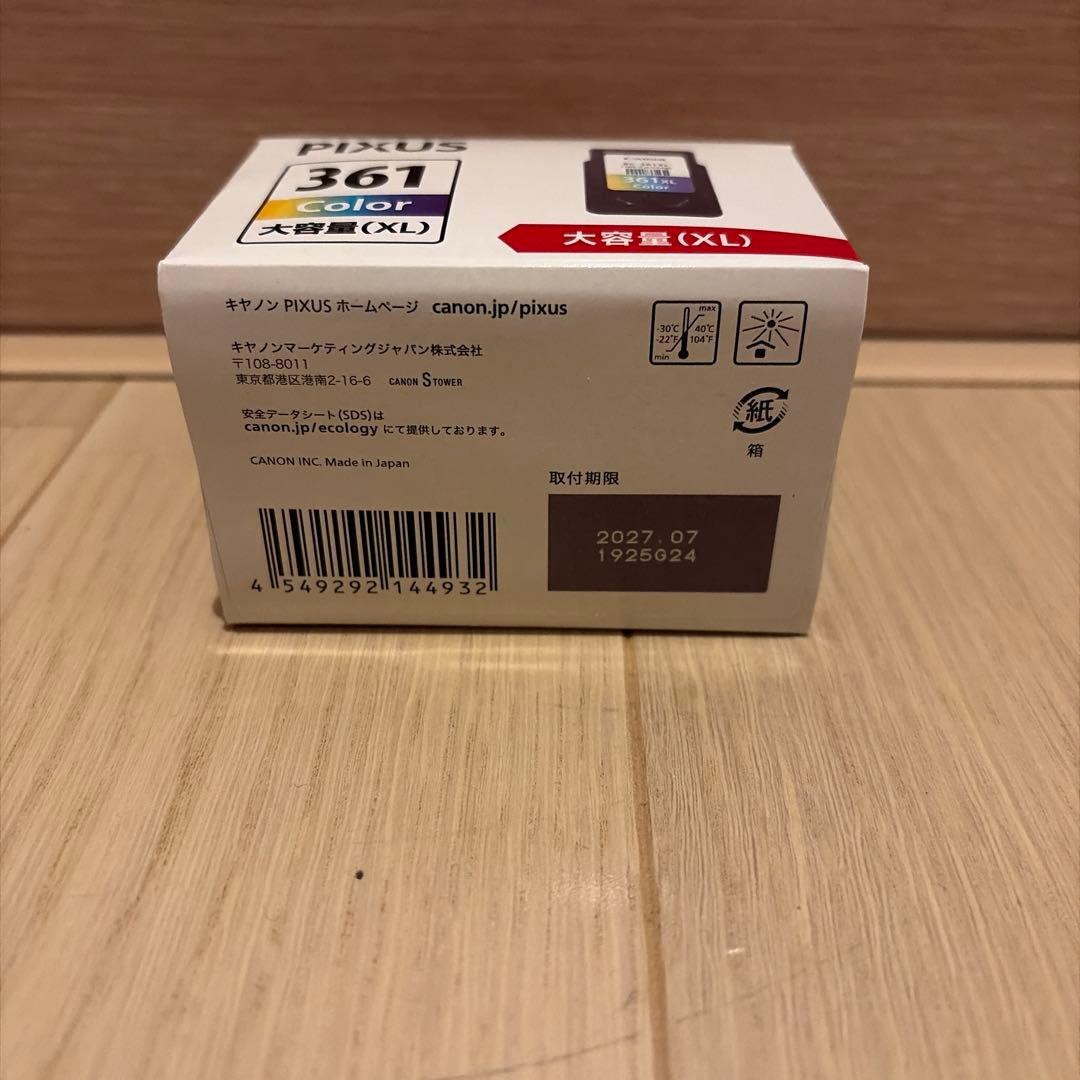 PIXUS
361
Color
大容量(XL)
Canon
361XL
Color
大容量(XL)
キヤノン PIXUS ホームページ canon.jp/pixus
キヤノンマーケティングジャパン株式会社
〒108-8011
東京都港区港南2-16-6 CANON S TOWER
安全データシート(SDS)は
canon.jp/ecology にて提供しております。
CANON INC. Made in Japan
max
-30℃ 40℃
-22°F 104°F
min
紙
箱
取付期限
2027.07
1925G24
4 549292 144932